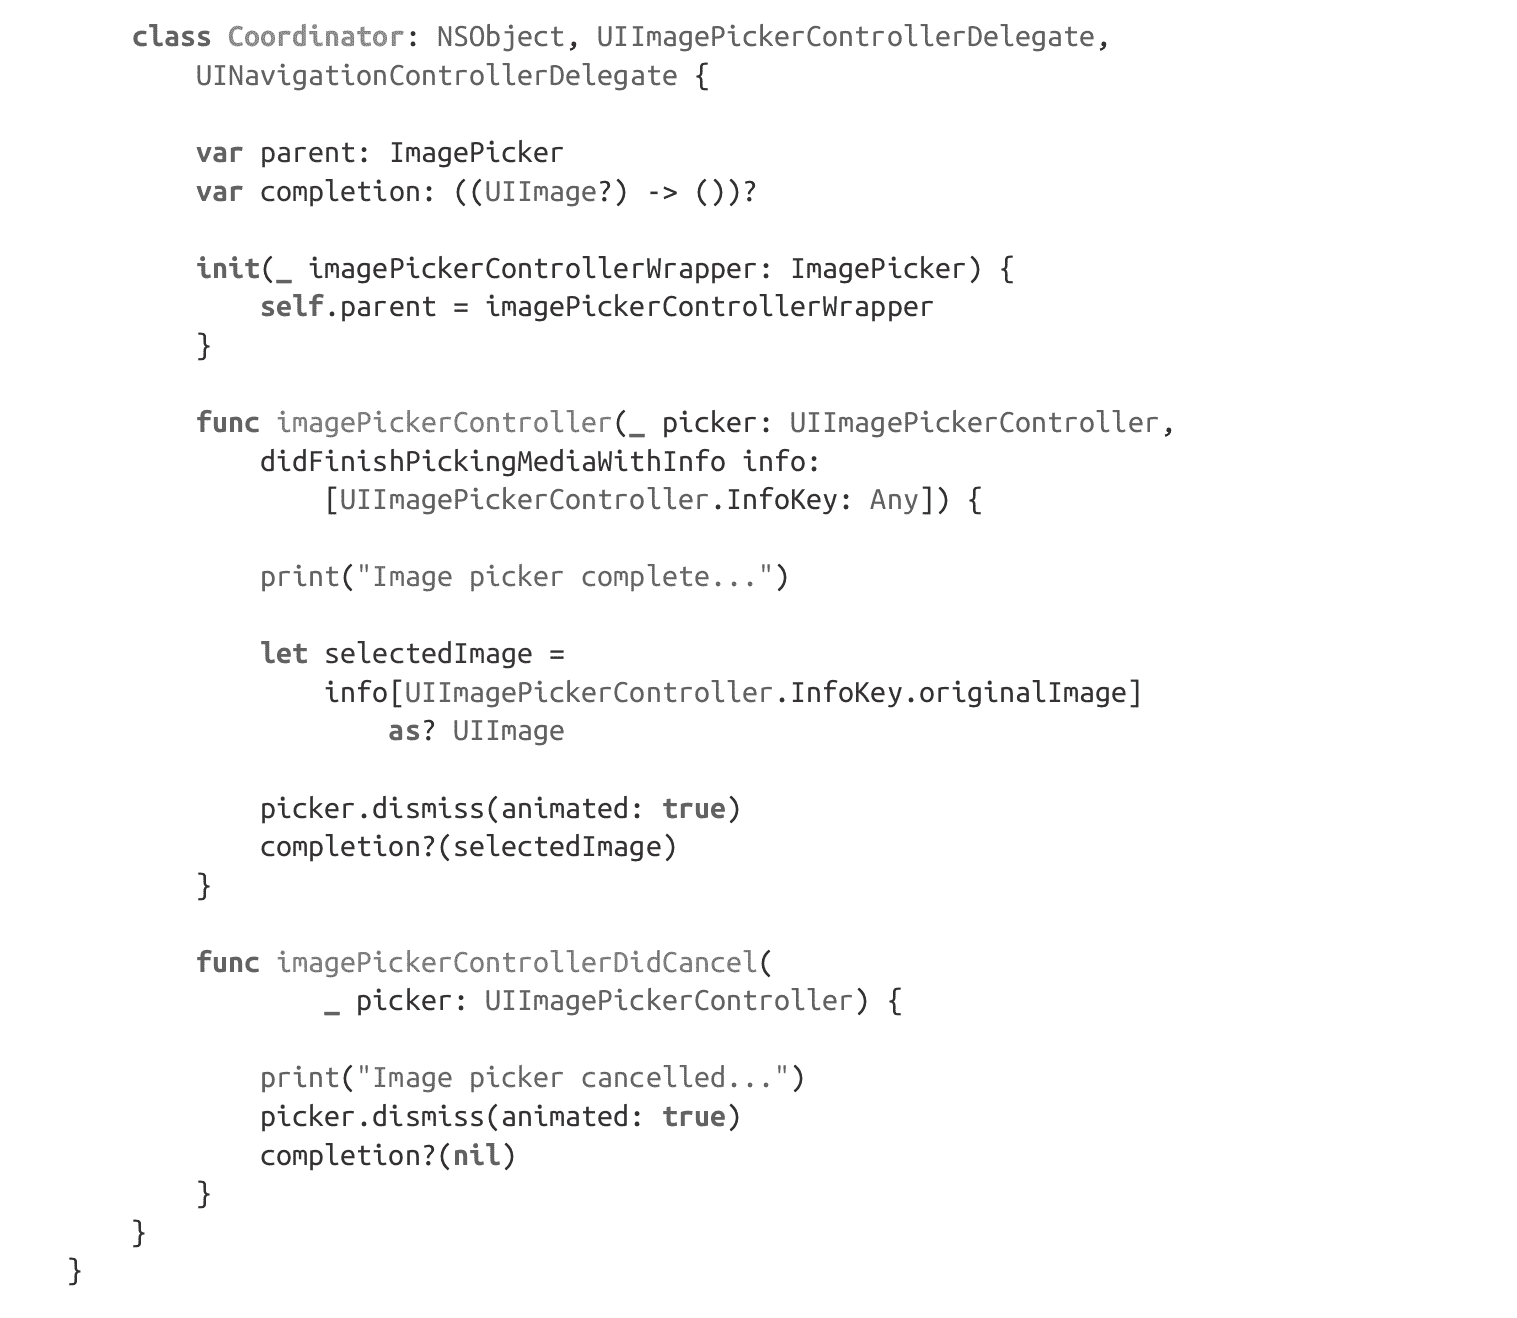 class Coordinator: NSObject, UIImagePickerControllerDelegate,
    UINavigationControllerDelegate {

    var parent: ImagePicker
    var completion: ((UIImage?) -> ())?

    init(_ imagePickerControllerWrapper: ImagePicker) {
        self.parent = imagePickerControllerWrapper
    }

    func imagePickerController(_ picker: UIImagePickerController,
        didFinishPickingMediaWithInfo info:
            [UIImagePickerController.InfoKey: Any]) {

        print("Image picker complete...")

        let selectedImage =
            info[UIImagePickerController.InfoKey.originalImage]
                as? UIImage

        picker.dismiss(animated: true)
        completion?(selectedImage)
    }

    func imagePickerControllerDidCancel(
            _ picker: UIImagePickerController) {

        print("Image picker cancelled...")
        picker.dismiss(animated: true)
        completion?(nil)
    }
}
}